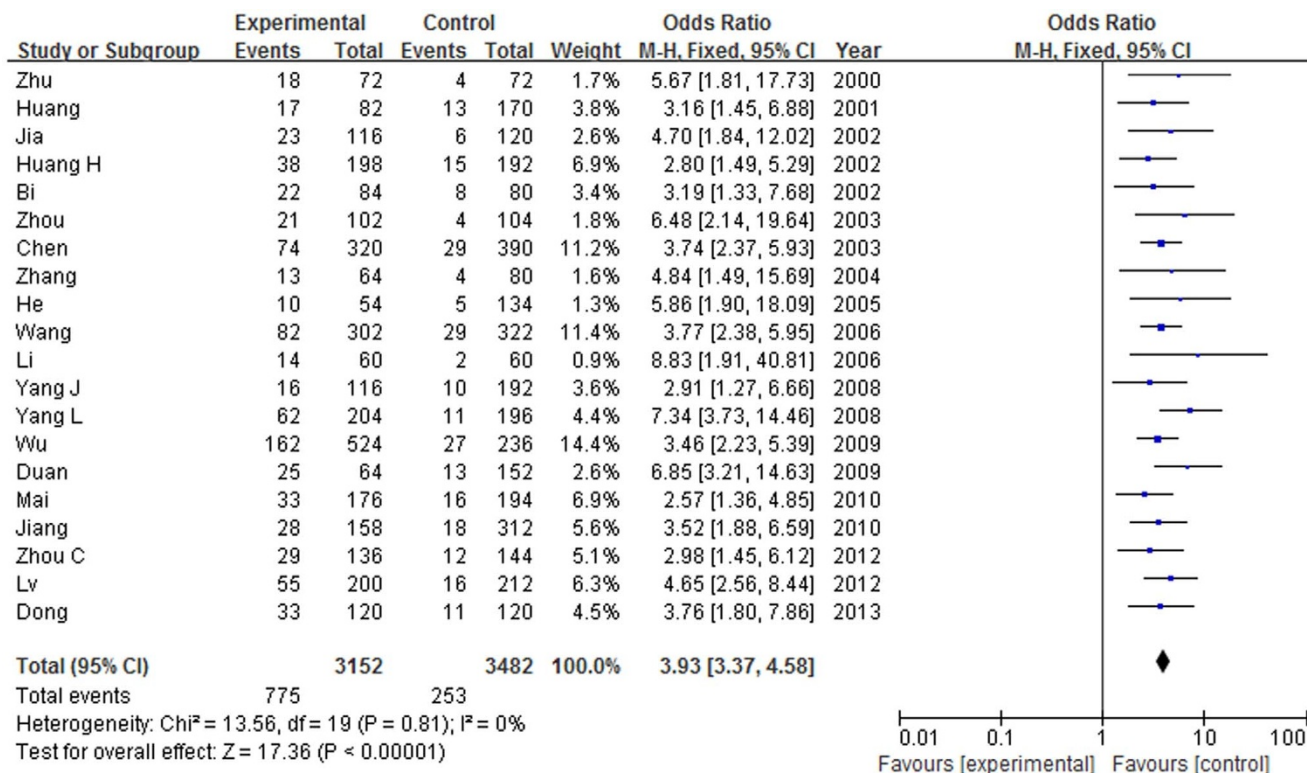 Experimental Control Odds Ratio Odds Ratio
Study or Subgroup Events Total Events Total Weight M-H, Fixed, 95% CI Year M-H, Fixed, 95% CI
Zhu 18 72 4 72 1.7% 5.67 [1.81, 17.73] 2000
Huang 17 82 13 170 3.8% 3.16 [1.45, 6.88] 2001
Jia 23 116 6 120 2.6% 4.70 [1.84, 12.02] 2002
Huang H 38 198 15 192 6.9% 2.80 [1.49, 5.29] 2002
Bi 22 84 8 80 3.4% 3.19 [1.33, 7.68] 2002
Zhou 21 102 4 104 1.8% 6.48 [2.14, 19.64] 2003
Chen 74 320 29 390 11.2% 3.74 [2.37, 5.93] 2003
Zhang 13 64 4 80 1.6% 4.84 [1.49, 15.69] 2004
He 10 54 5 134 1.3% 5.86 [1.90, 18.09] 2005
Wang 82 302 29 322 11.4% 3.77 [2.38, 5.95] 2006
Li 14 60 2 60 0.9% 8.83 [1.91, 40.81] 2006
Yang J 16 116 10 192 3.6% 2.91 [1.27, 6.66] 2008
Yang L 62 204 11 196 4.4% 7.34 [3.73, 14.46] 2008
Wu 162 524 27 236 14.4% 3.46 [2.23, 5.39] 2009
Duan 25 64 13 152 2.6% 6.85 [3.21, 14.63] 2009
Mai 33 176 16 194 6.9% 2.57 [1.36, 4.85] 2010
Jiang 28 158 18 312 5.6% 3.52 [1.88, 6.59] 2010
Zhou C 29 136 12 144 5.1% 2.98 [1.45, 6.12] 2012
Lv 55 200 16 212 6.3% 4.65 [2.56, 8.44] 2012
Dong 33 120 11 120 4.5% 3.76 [1.80, 7.86] 2013
Total (95% CI) 3152 3482 100.0% 3.93 [3.37, 4.58]
Total events 775 253
Heterogeneity: Chi² = 13.56, df = 19 (P = 0.81); I² = 0%
Test for overall effect: Z = 17.36 (P < 0.00001)
0.01 0.1 1 10 100
Favours [experimental] Favours [control]